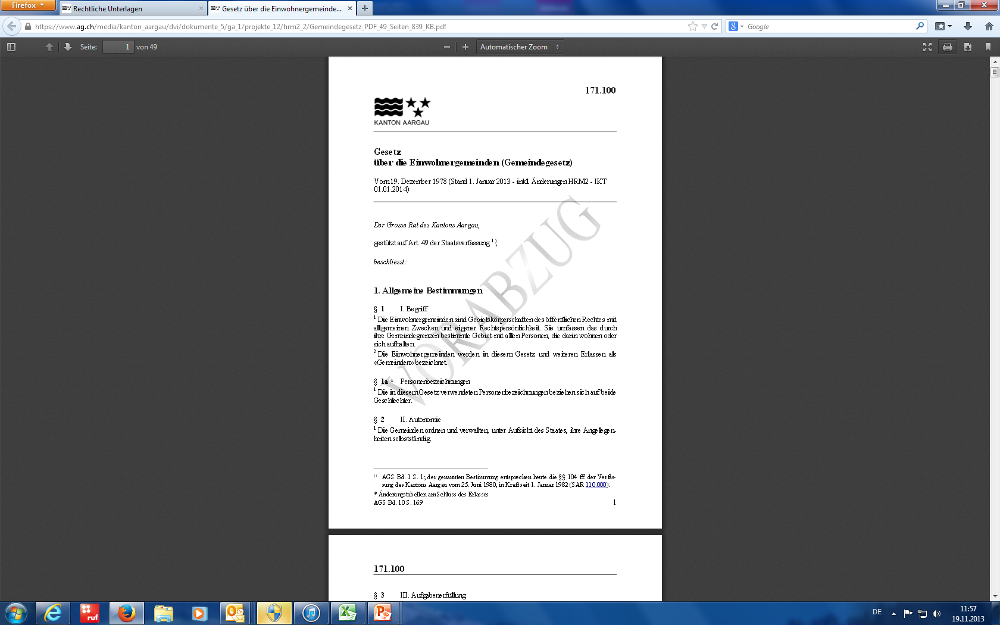 Firefox
Rechtliche Unterlagen
Gesetz über die Einwohnergemeinde...
https://www.ag.ch/media/kanton_aargau/dvi/dokumente_5/ga_1/projekte_12/hrm2_2/Gemeindegesetz_PDF_49_Seiten_839_KB.pdf
Google
Seite: 1 von 49
Automatischer Zoom
171.100
KANTON AARGAU
Gesetz
über die Einwohnergemeinden (Gemeindegesetz)
Vom 19. Dezember 1978 (Stand 1. Januar 2013 - inkl. Änderungen HRM2 - IKT
01.01.2014)
Der Grosse Rat des Kantons Aargau,
gestützt auf Art. 49 der Staatsverfassung 1),
beschliesst:
VORABZUG
1. Allgemeine Bestimmungen
§ 1 I. Begriff
1 Die Einwohnergemeinden sind Gebietskörperschaften des öffentlichen Rechtes mit
allgemeinen Zwecken und eigener Rechtspersönlichkeit. Sie umfassen das durch
ihre Gemeindegrenzen bestimmte Gebiet mit allen Personen, die darin wohnen oder
sich aufhalten.
2 Die Einwohnergemeinden werden in diesem Gesetz und weiteren Erlassen als
«Gemeinden» bezeichnet.
§ 1a * Personenbezeichnungen
1 Die in diesem Gesetz verwendeten Personenbezeichnungen beziehen sich auf beide
Geschlechter.
§ 2 II. Autonomie
1 Die Gemeinden ordnen und verwalten, unter Aufsicht des Staates, ihre Angelegen-
heiten selbstständig.
1) AGS Bd. 1 S. 1; der genannten Bestimmung entsprechen heute die §§ 104 ff der Verfas-
sung des Kantons Aargau vom 25. Juni 1980, in Kraft seit 1. Januar 1982 (SAR 110.000).
* Änderungstabellen am Schluss des Erlasses
AGS Bd. 10 S. 169 1
171.100
§ 3 III. Aufgabenerfüllung
ruf
DE
11:57
19.11.2013